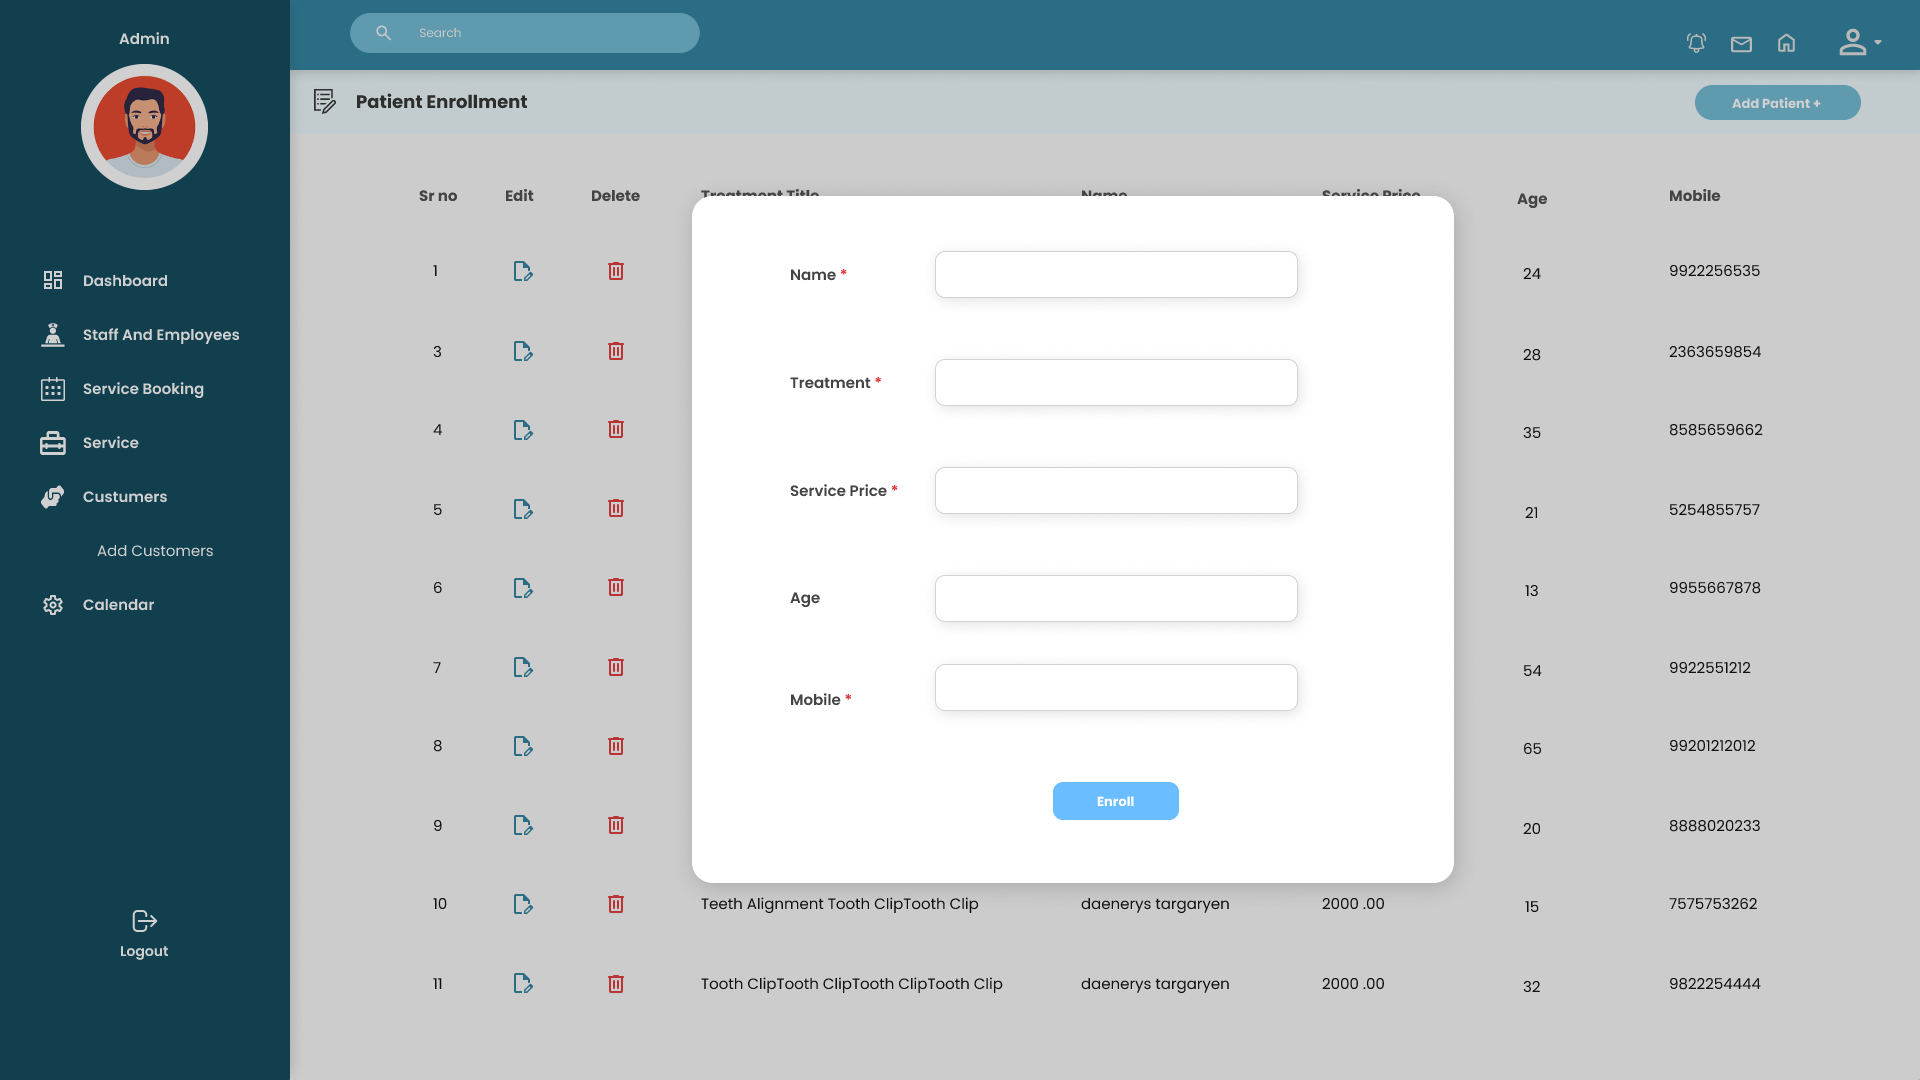 Admin
Search
Patient Enrollment
Add Patient +
Dashboard
Staff And Employees
Service Booking
Service
Custumers
Add Customers
Calendar
Logout
Sr no Edit Delete Treatment Title Name Service Price Age Mobile
1 24 9922256535
3 28 2363659854
4 35 8585659662
5 21 5254855757
6 13 9955667878
7 54 9922551212
8 65 99201212012
9 20 8888020233
10 Teeth Alignment Tooth ClipTooth Clip daenerys targaryen 2000 .00 15 7575753262
11 Tooth ClipTooth ClipTooth ClipTooth Clip daenerys targaryen 2000 .00 32 9822254444
Name *
Treatment *
Service Price *
Age
Mobile *
Enroll